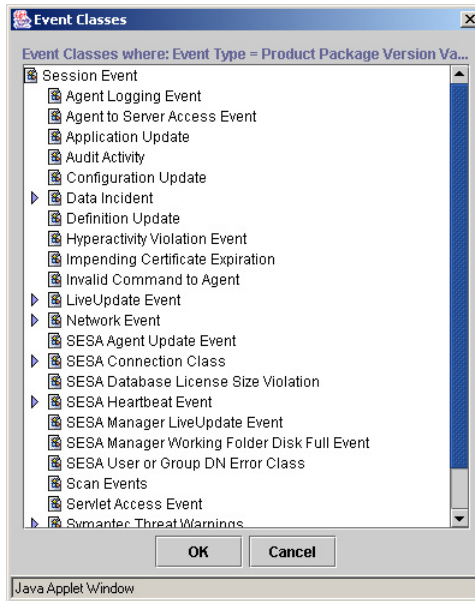 Event Classes
Event Classes where: Event Type = Product Package Version Va...
Session Event
Agent Logging Event
Agent to Server Access Event
Application Update
Audit Activity
Configuration Update
Data Incident
Definition Update
Hyperactivity Violation Event
Impending Certificate Expiration
Invalid Command to Agent
LiveUpdate Event
Network Event
SESA Agent Update Event
SESA Connection Class
SESA Database License Size Violation
SESA Heartbeat Event
SESA Manager LiveUpdate Event
SESA Manager Working Folder Disk Full Event
SESA User or Group DN Error Class
Scan Events
Servlet Access Event
Symantec Threat Warnings
OK Cancel
Java Applet Window